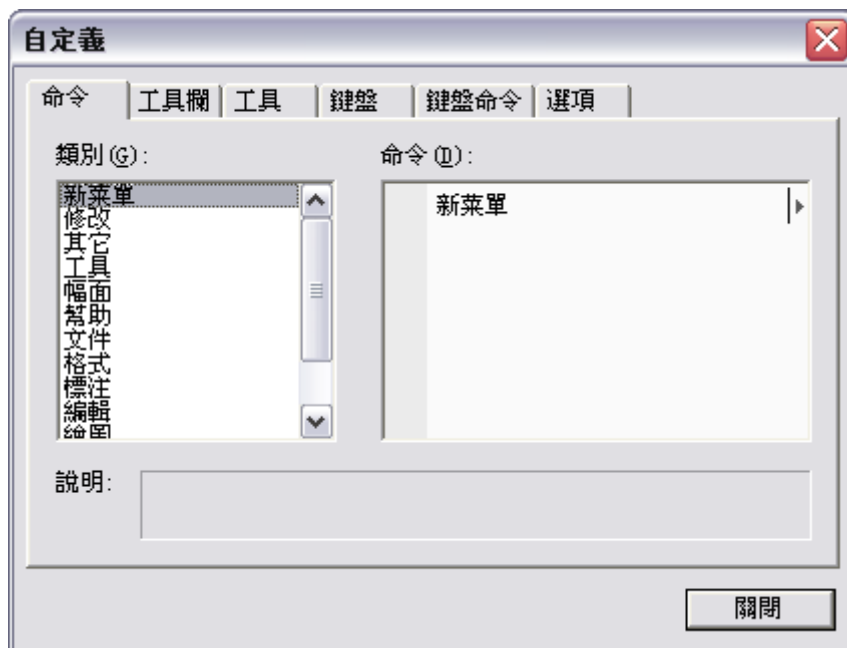 自定義
命令 工具欄 工具 鍵盤 鍵盤命令 選項
類別(G):
命令(D):
新菜單
修改
其它
工具
幅面
幫助
文件
格式
標注
編輯
繪圖
新菜單
說明:
關閉